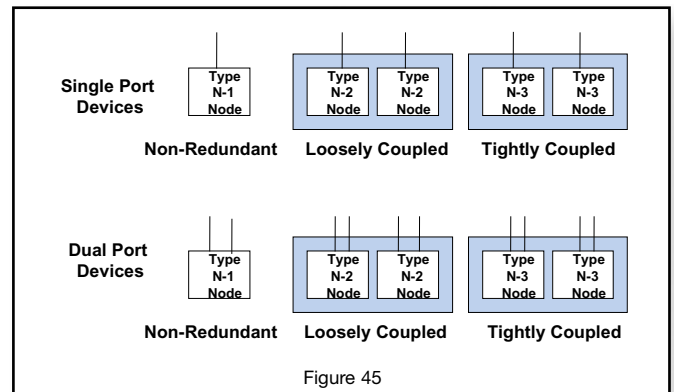 Single Port
Devices
Type
N-1
Node
Type
N-2
Node
Type
N-2
Node
Type
N-3
Node
Type
N-3
Node
Non-Redundant
Loosely Coupled
Tightly Coupled
Dual Port
Devices
Type
N-1
Node
Type
N-2
Node
Type
N-2
Node
Type
N-3
Node
Type
N-3
Node
Non-Redundant
Loosely Coupled
Tightly Coupled
Figure 45